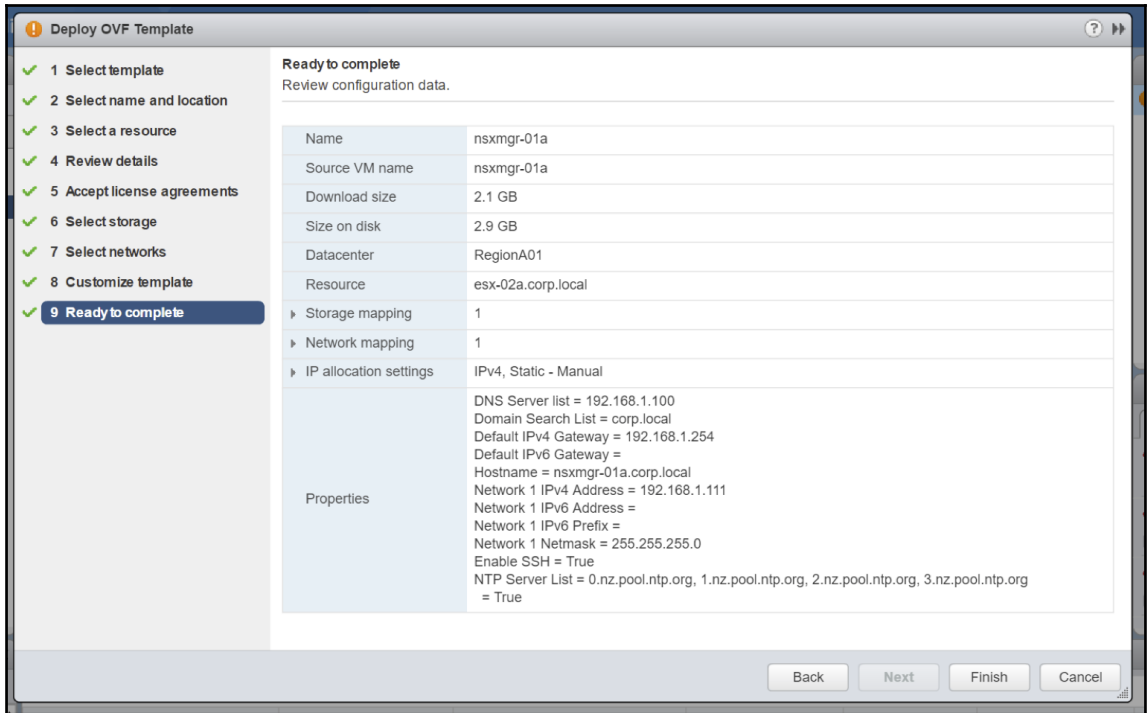 Deploy OVF Template
?
1 Select template
2 Select name and location
3 Select a resource
4 Review details
5 Accept license agreements
6 Select storage
7 Select networks
8 Customize template
9 Ready to complete
Ready to complete
Review configuration data.
Name nsxmgr-01a
Source VM name nsxmgr-01a
Download size 2.1 GB
Size on disk 2.9 GB
Datacenter RegionA01
Resource esx-02a.corp.local
Storage mapping 1
Network mapping 1
IP allocation settings IPv4, Static - Manual
Properties
DNS Server list = 192.168.1.100
Domain Search List = corp.local
Default IPv4 Gateway = 192.168.1.254
Default IPv6 Gateway =
Hostname = nsxmgr-01a.corp.local
Network 1 IPv4 Address = 192.168.1.111
Network 1 IPv6 Address =
Network 1 IPv6 Prefix =
Network 1 Netmask = 255.255.255.0
Enable SSH = True
NTP Server List = 0.nz.pool.ntp.org, 1.nz.pool.ntp.org, 2.nz.pool.ntp.org, 3.nz.pool.ntp.org
= True
Back Next Finish Cancel